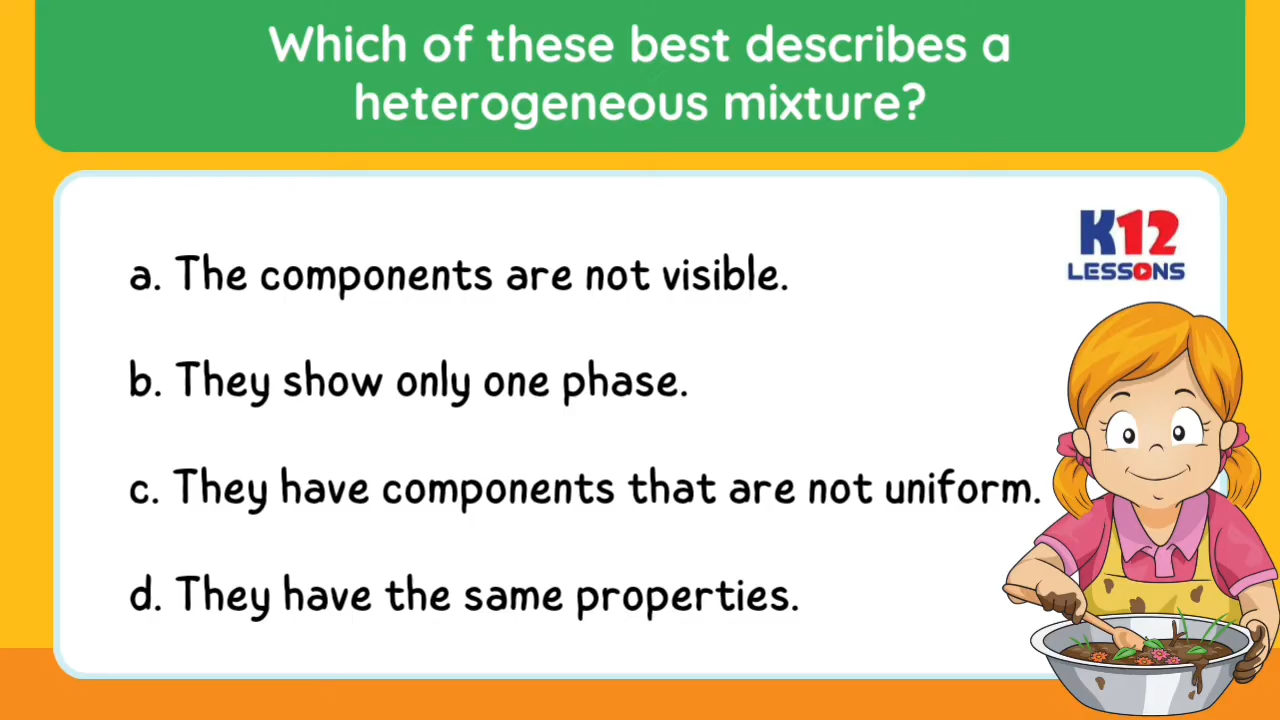 Which of these best describes a
heterogeneous mixture?
K12
LESSONS
a. The components are not visible.
b. They show only one phase.
c. They have components that are not uniform.
d. They have the same properties.